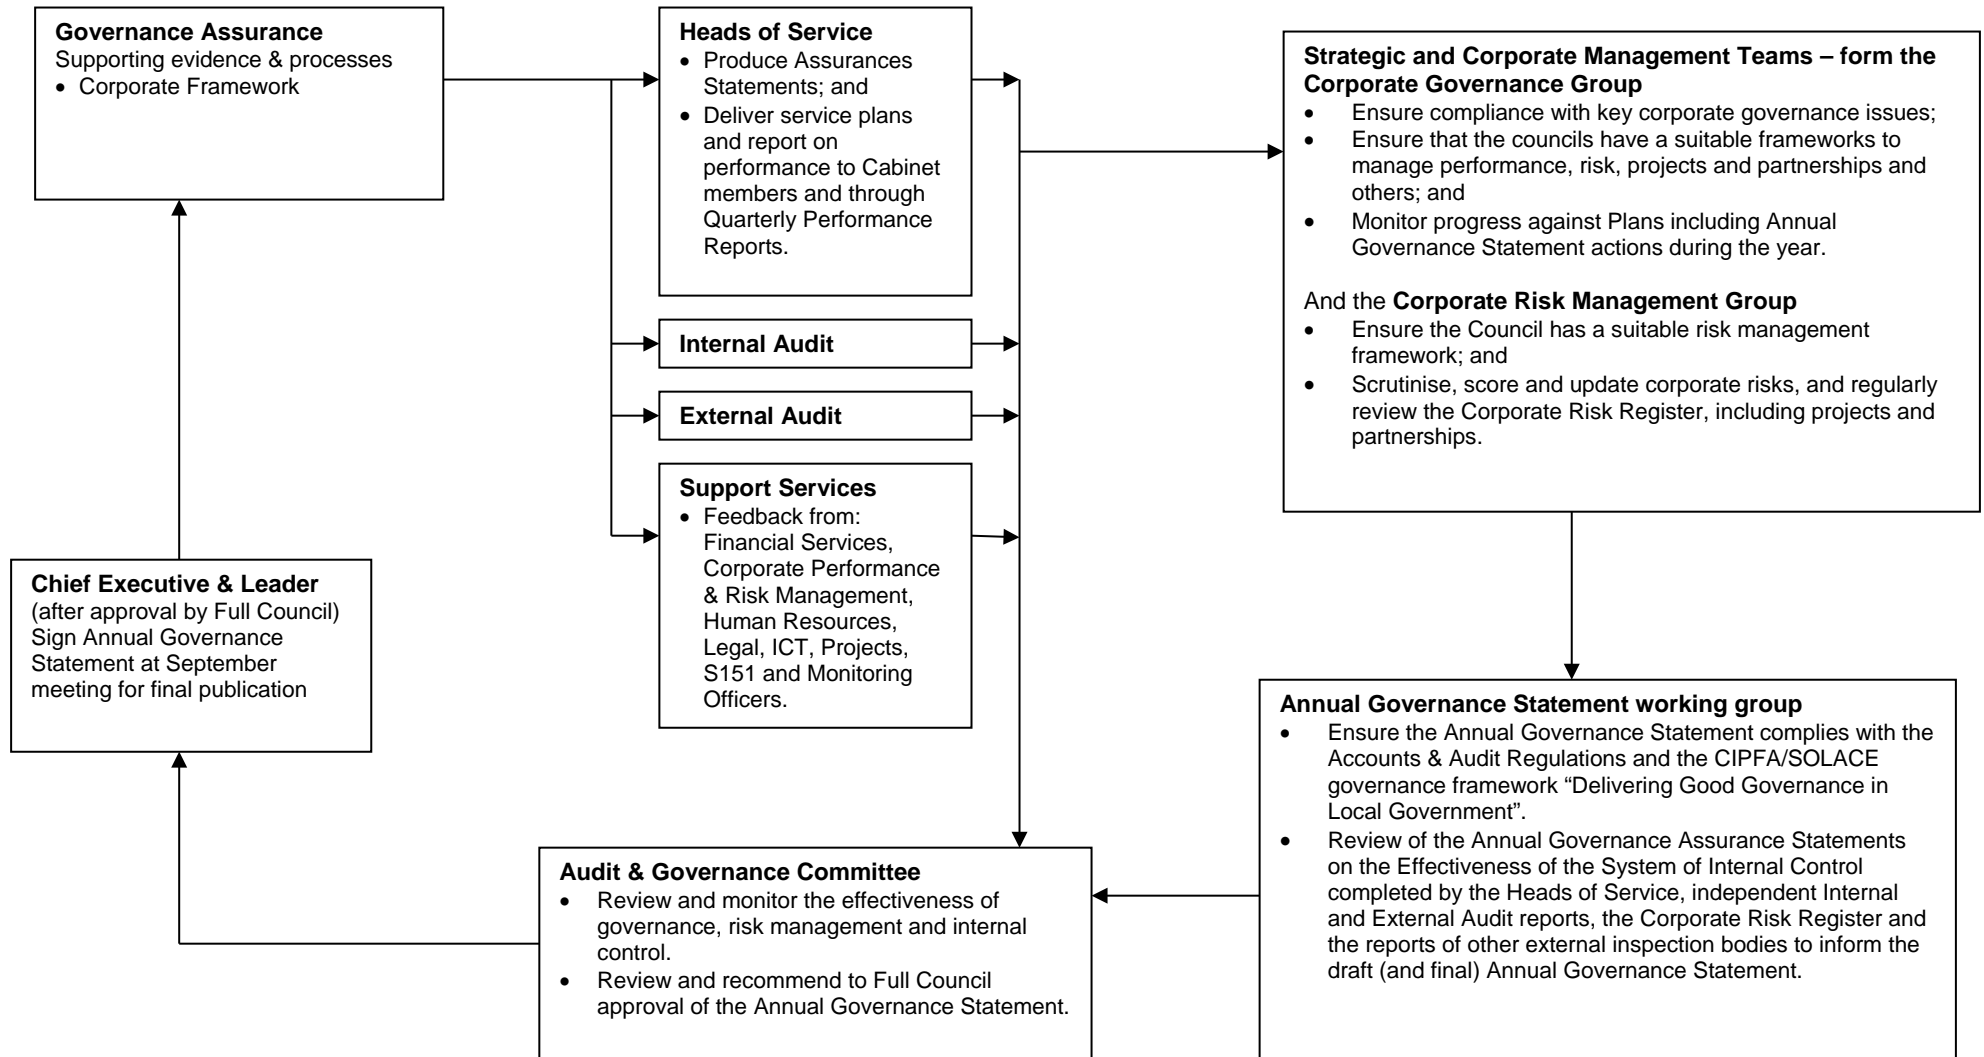 Governance Assurance
Supporting evidence & processes
• Corporate Framework
Heads of Service
• Produce Assurances
Statements; and
• Deliver service plans
and report on
performance to Cabinet
members and through
Quarterly Performance
Reports.
Internal Audit
External Audit
Support Services
• Feedback from:
Financial Services,
Corporate Performance
& Risk Management,
Human Resources,
Legal, ICT, Projects,
S151 and Monitoring
Officers.
Strategic and Corporate Management Teams – form the
Corporate Governance Group
• Ensure compliance with key corporate governance issues;
• Ensure that the councils have a suitable frameworks to
manage performance, risk, projects and partnerships and
others; and
• Monitor progress against Plans including Annual
Governance Statement actions during the year.
And the Corporate Risk Management Group
• Ensure the Council has a suitable risk management
framework; and
• Scrutinise, score and update corporate risks, and regularly
review the Corporate Risk Register, including projects and
partnerships.
Annual Governance Statement working group
• Ensure the Annual Governance Statement complies with the
Accounts & Audit Regulations and the CIPFA/SOLACE
governance framework “Delivering Good Governance in
Local Government”.
• Review of the Annual Governance Assurance Statements
on the Effectiveness of the System of Internal Control
completed by the Heads of Service, independent Internal
and External Audit reports, the Corporate Risk Register and
the reports of other external inspection bodies to inform the
draft (and final) Annual Governance Statement.
Audit & Governance Committee
• Review and monitor the effectiveness of
governance, risk management and internal
control.
• Review and recommend to Full Council
approval of the Annual Governance Statement.
Chief Executive & Leader
(after approval by Full Council)
Sign Annual Governance
Statement at September
meeting for final publication